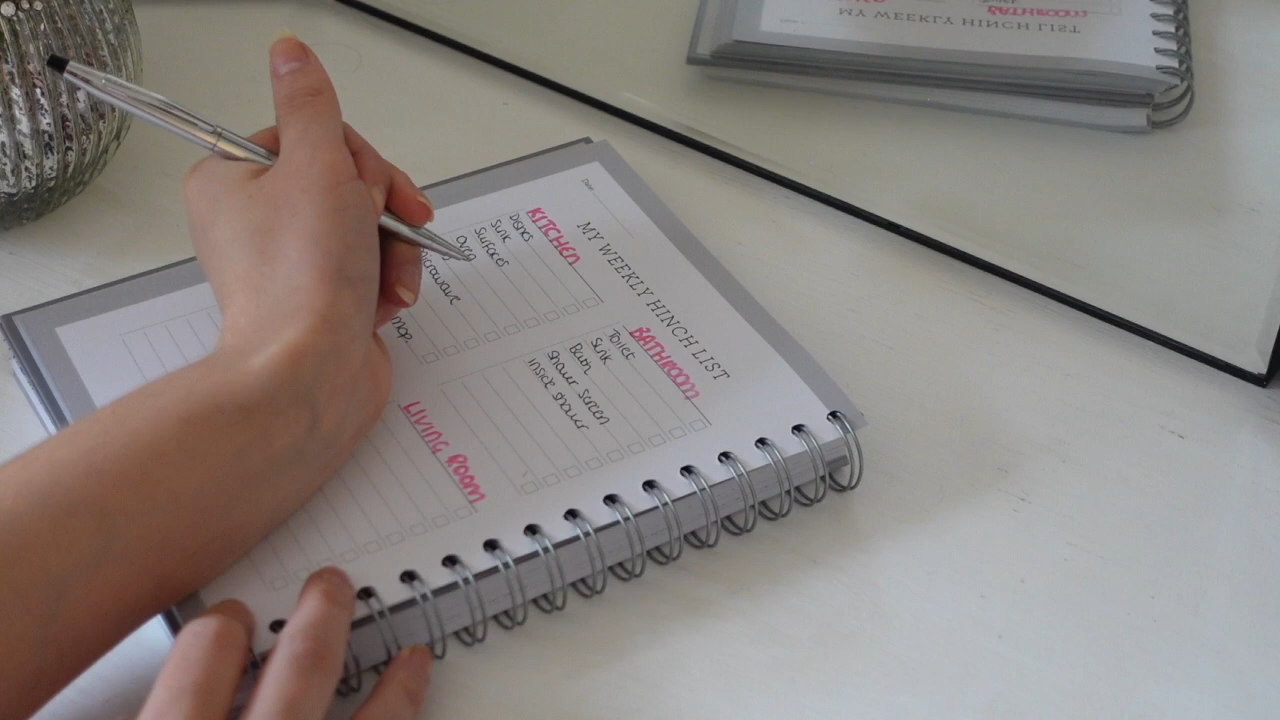 Date:
MY WEEKLY HINCH LIST
KITCHEN
Dishes
Sink
Surfaces
Oven
Microwave
Mop
BATHROOM
Toilet
Sink
Bath
Shower screen
Inside shower
LIVING ROOM
MY WEEKLY HINCH LIST
BATHROOM